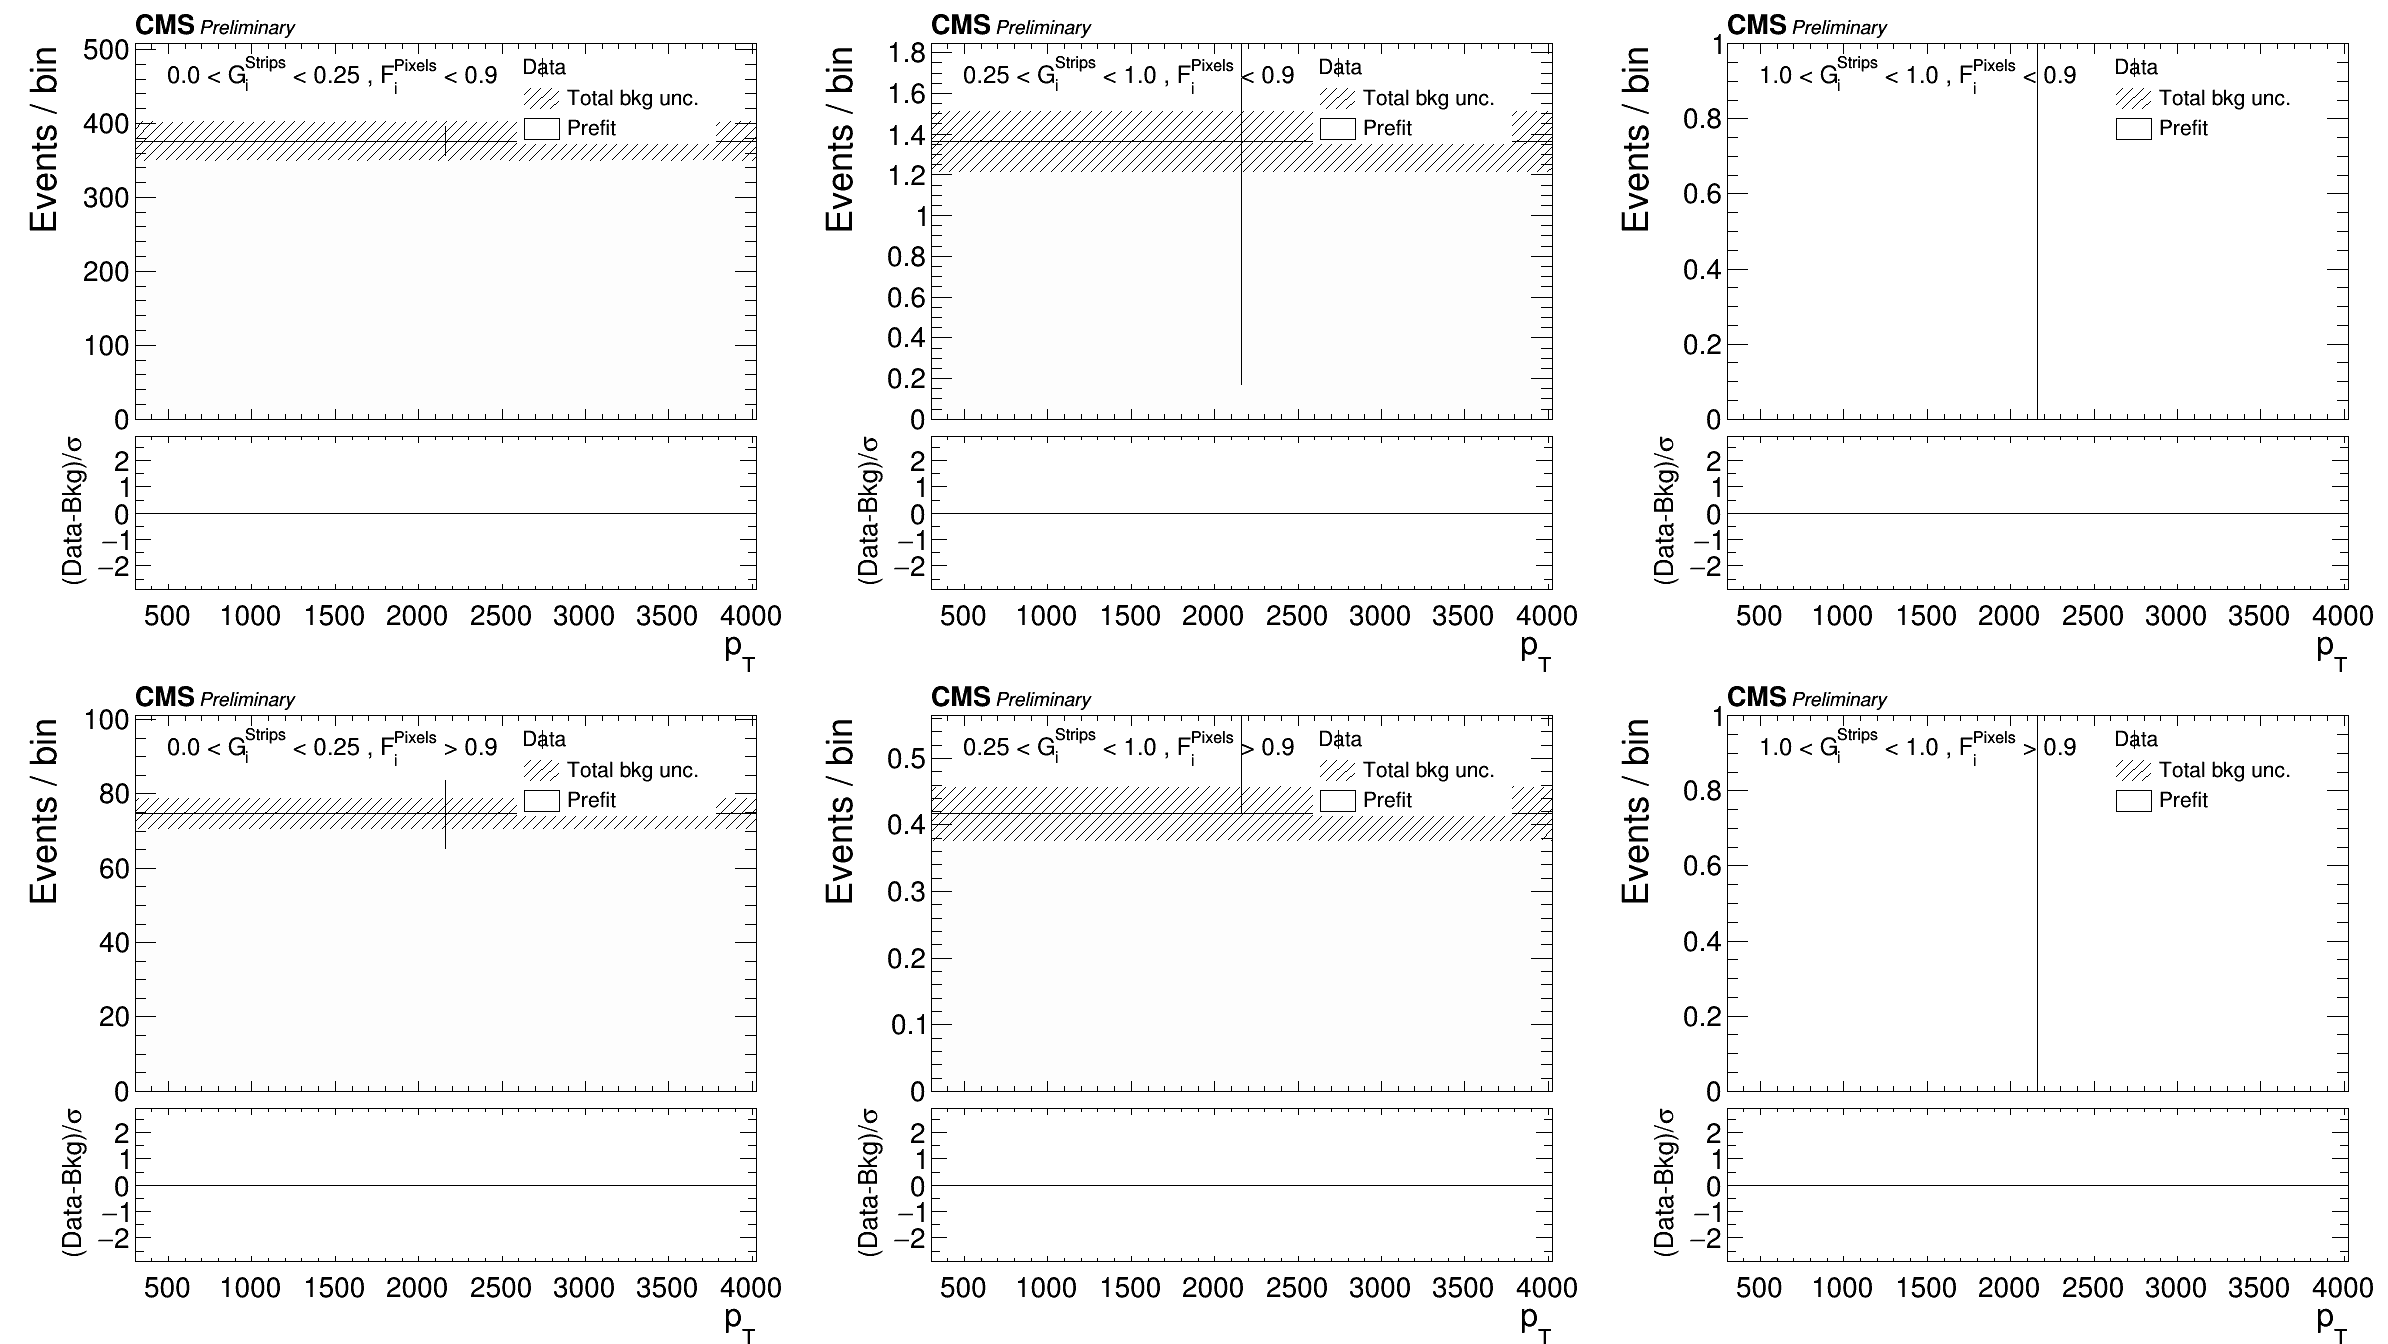 CMS Preliminary
Events / bin
500
400
300
200
100
0
0.0 < G_i^Strips < 0.25 , F_i^Pixels < 0.9
Data
Total bkg unc.
Prefit
(Data-Bkg)/σ
2
1
0
−1
−2
500 1000 1500 2000 2500 3000 3500 4000
p_T
CMS Preliminary
Events / bin
1.8
1.6
1.4
1.2
1
0.8
0.6
0.4
0.2
0
0.25 < G_i^Strips < 1.0 , F_i^Pixels < 0.9
Data
Total bkg unc.
Prefit
(Data-Bkg)/σ
2
1
0
−1
−2
500 1000 1500 2000 2500 3000 3500 4000
p_T
CMS Preliminary
Events / bin
1
0.8
0.6
0.4
0.2
0
1.0 < G_i^Strips < 1.0 , F_i^Pixels < 0.9
Data
Total bkg unc.
Prefit
(Data-Bkg)/σ
2
1
0
−1
−2
500 1000 1500 2000 2500 3000 3500 4000
p_T
CMS Preliminary
Events / bin
100
80
60
40
20
0
0.0 < G_i^Strips < 0.25 , F_i^Pixels > 0.9
Data
Total bkg unc.
Prefit
(Data-Bkg)/σ
2
1
0
−1
−2
500 1000 1500 2000 2500 3000 3500 4000
p_T
CMS Preliminary
Events / bin
0.5
0.4
0.3
0.2
0.1
0
0.25 < G_i^Strips < 1.0 , F_i^Pixels > 0.9
Data
Total bkg unc.
Prefit
(Data-Bkg)/σ
2
1
0
−1
−2
500 1000 1500 2000 2500 3000 3500 4000
p_T
CMS Preliminary
Events / bin
1
0.8
0.6
0.4
0.2
0
1.0 < G_i^Strips < 1.0 , F_i^Pixels > 0.9
Data
Total bkg unc.
Prefit
(Data-Bkg)/σ
2
1
0
−1
−2
500 1000 1500 2000 2500 3000 3500 4000
p_T